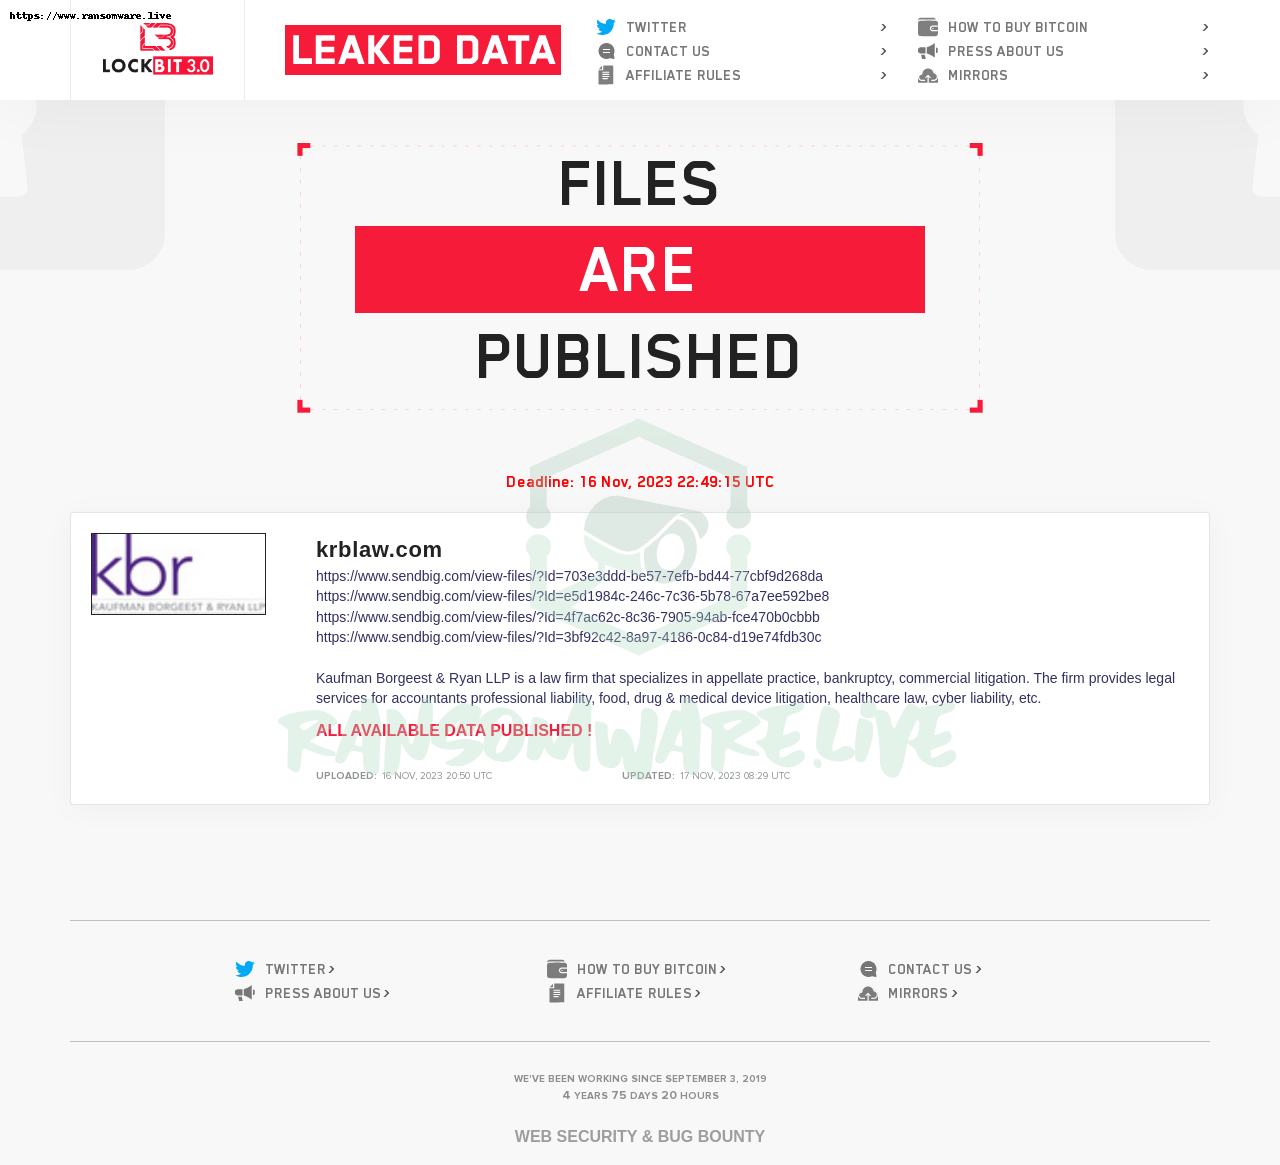 https://www.ransomware.live
LOCKBIT 3.0
LEAKED DATA
TWITTER
CONTACT US
AFFILIATE RULES
HOW TO BUY BITCOIN
PRESS ABOUT US
MIRRORS
FILES
ARE
PUBLISHED
Deadline: 16 Nov, 2023 22:49:15 UTC
kbr
KAUFMAN BORGEEST & RYAN LLP
krblaw.com
https://www.sendbig.com/view-files/?Id=703e3ddd-be57-7efb-bd44-77cbf9d268da
https://www.sendbig.com/view-files/?Id=e5d1984c-246c-7c36-5b78-67a7ee592be8
https://www.sendbig.com/view-files/?Id=4f7ac62c-8c36-7905-94ab-fce470b0cbbb
https://www.sendbig.com/view-files/?Id=3bf92c42-8a97-4186-0c84-d19e74fdb30c
Kaufman Borgeest & Ryan LLP is a law firm that specializes in appellate practice, bankruptcy, commercial litigation. The firm provides legal
services for accountants professional liability, food, drug & medical device litigation, healthcare law, cyber liability, etc.
RANSOMWARE.LIVE
ALL AVAILABLE DATA PUBLISHED !
UPLOADED: 16 NOV, 2023 20:50 UTC
UPDATED: 17 NOV, 2023 08:29 UTC
TWITTER
HOW TO BUY BITCOIN
CONTACT US
PRESS ABOUT US
AFFILIATE RULES
MIRRORS
WE'VE BEEN WORKING SINCE SEPTEMBER 3, 2019
4 YEARS 75 DAYS 20 HOURS
WEB SECURITY & BUG BOUNTY